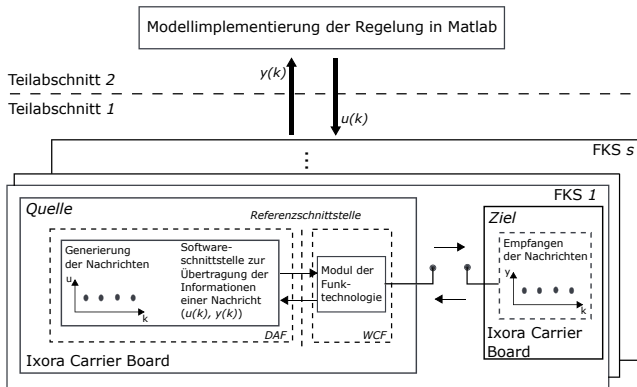 Modellimplementierung der Regelung in Matlab
Teilabschnitt 2
y(k)
Teilabschnitt 1
u(k)
FKS s
⋮
FKS 1
Quelle
Referenzschnittstelle
Ziel
Generierung
der Nachrichten
u
k
Software-
schnittstelle zur
Übertragung der
Informationen
einer Nachricht
(u(k), y(k))
DAF
Modul der
Funk-
technologie
WCF
Empfangen
der Nachrichten
y
k
Ixora Carrier Board
Ixora Carrier
Board